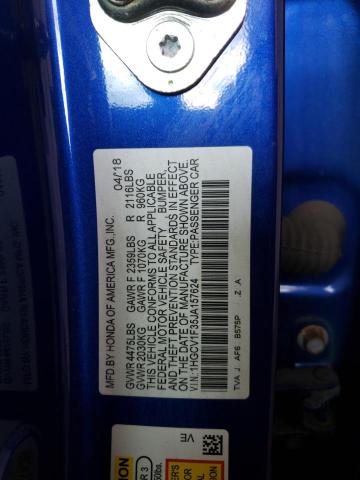 MFD BY HONDA OF AMERICA MFG.,INC. 04/18
GVWR 4475LBS GAWR F 2359LBS R 2116LBS
GVWR 2030KG GAWR F 1070KG R 960KG
THIS VEHICLE CONFORMS TO ALL APPLICABLE
FEDERAL MOTOR VEHICLE SAFETY , BUMPER,
AND THEFT PREVENTION STANDARDS IN EFFECT
ON THE DATE OF MANUFACTURE SHOWN ABOVE.
V.I.N.:1HGCV1F35JA157624 TYPE:PASSENGER CAR
TVA J AF6 B575P . Z . A
VE